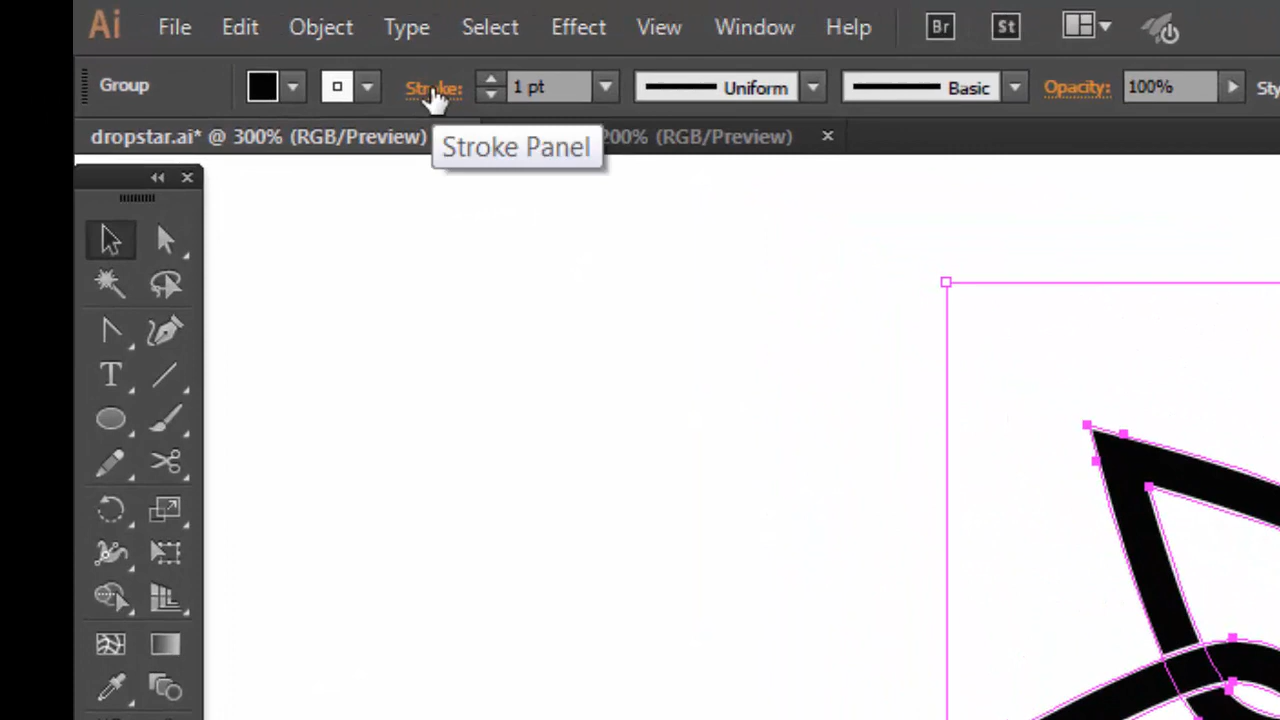 Ai File Edit Object Type Select Effect View Window Help Br St
Group Stroke: 1 pt Uniform Basic Opacity: 100% Sty
dropstar.ai* @ 300% (RGB/Preview) 200% (RGB/Preview) ×
Stroke Panel
T